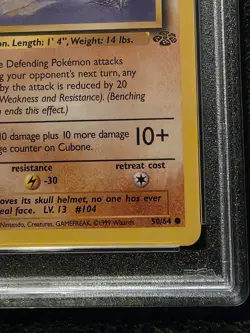 on. Length: 1' 4", Weight: 14 lbs.
e Defending Pokémon attacks
ng your opponent's next turn, any
by the attack is reduced by 20
Weakness and Resistance). (Benching
n ends this effect.)
10 damage plus 10 more damage
ge counter on Cubone.
10+
resistance
retreat cost
-30
oves its skull helmet, no one has ever
real face. LV. 13 #104
Nintendo, Creatures, GAMEFREAK. ©1999 Wizards.
50/64